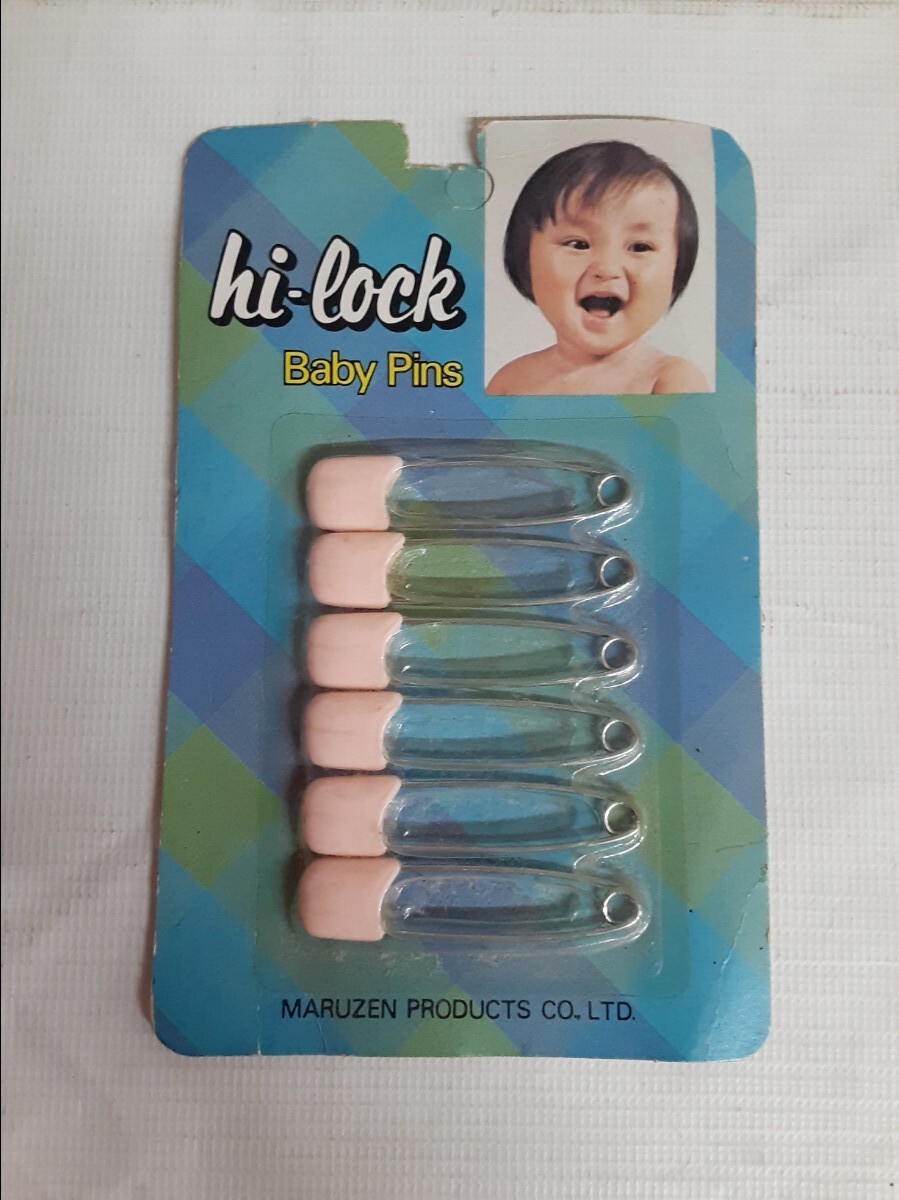 hi-lock
Baby Pins
MARUZEN PRODUCTS CO., LTD.